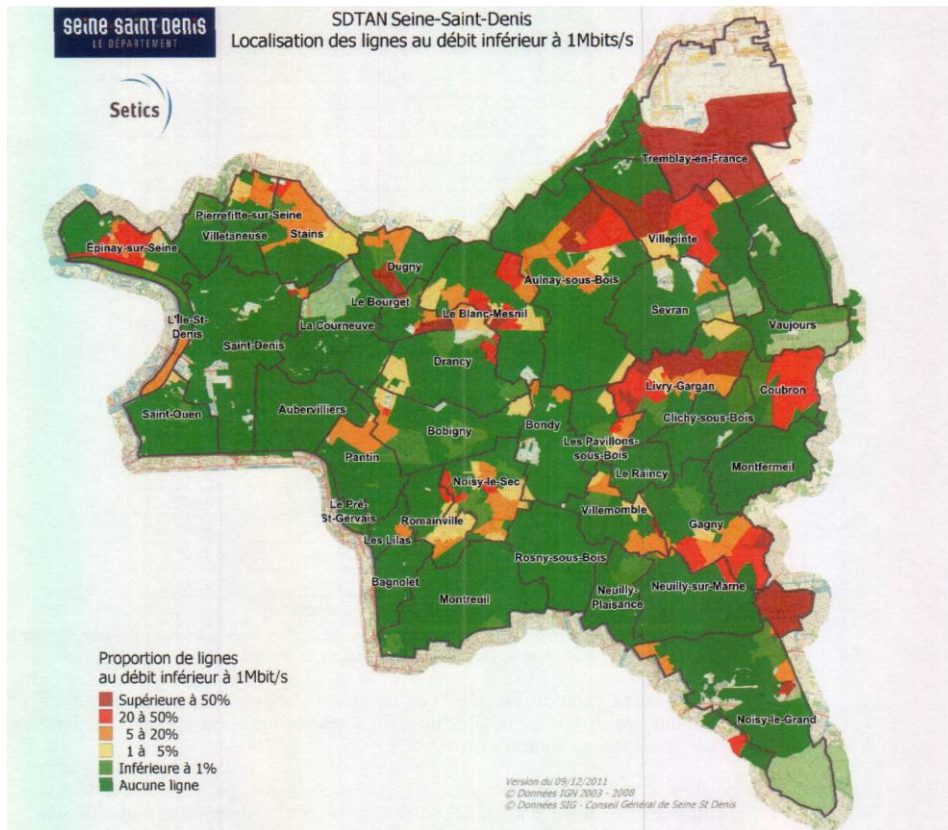 Seine Saint-Denis
LE DÉPARTEMENT
SDTAN Seine-Saint-Denis
Localisation des lignes au débit inférieur à 1Mbits/s
Setics
Tremblay-en-France
Pierrefitte-sur-Seine
Villetaneuse
Stains
Épinay-sur-Seine
Villepinte
Dugny
Aulnay-sous-Bois
Le Bourget
Le Blanc-Mesnil
Sevran
L'Île-St-
Denis
La Courneuve
Vaujours
Saint-Denis
Drancy
Livry-Gargan
Coubron
Saint-Ouen
Aubervilliers
Clichy-sous-Bois
Bobigny
Bondy
Les Pavillons-
sous-Bois
Pantin
Le Raincy
Montfermeil
Noisy-le-Sec
Le Pré-
St-Gervais
Romainville
Villemomble
Gagny
Les Lilas
Rosny-sous-Bois
Bagnolet
Montreuil
Neuilly-
Plaisance
Neuilly-sur-Marne
Noisy-le-Grand
Proportion de lignes
au débit inférieur à 1Mbit/s
Supérieure à 50%
20 à 50%
5 à 20%
1 à 5%
Inférieure à 1%
Aucune ligne
Version du 09/12/2011
© Données IGN 2003 - 2008
© Données SIG - Conseil Général de Seine St Denis